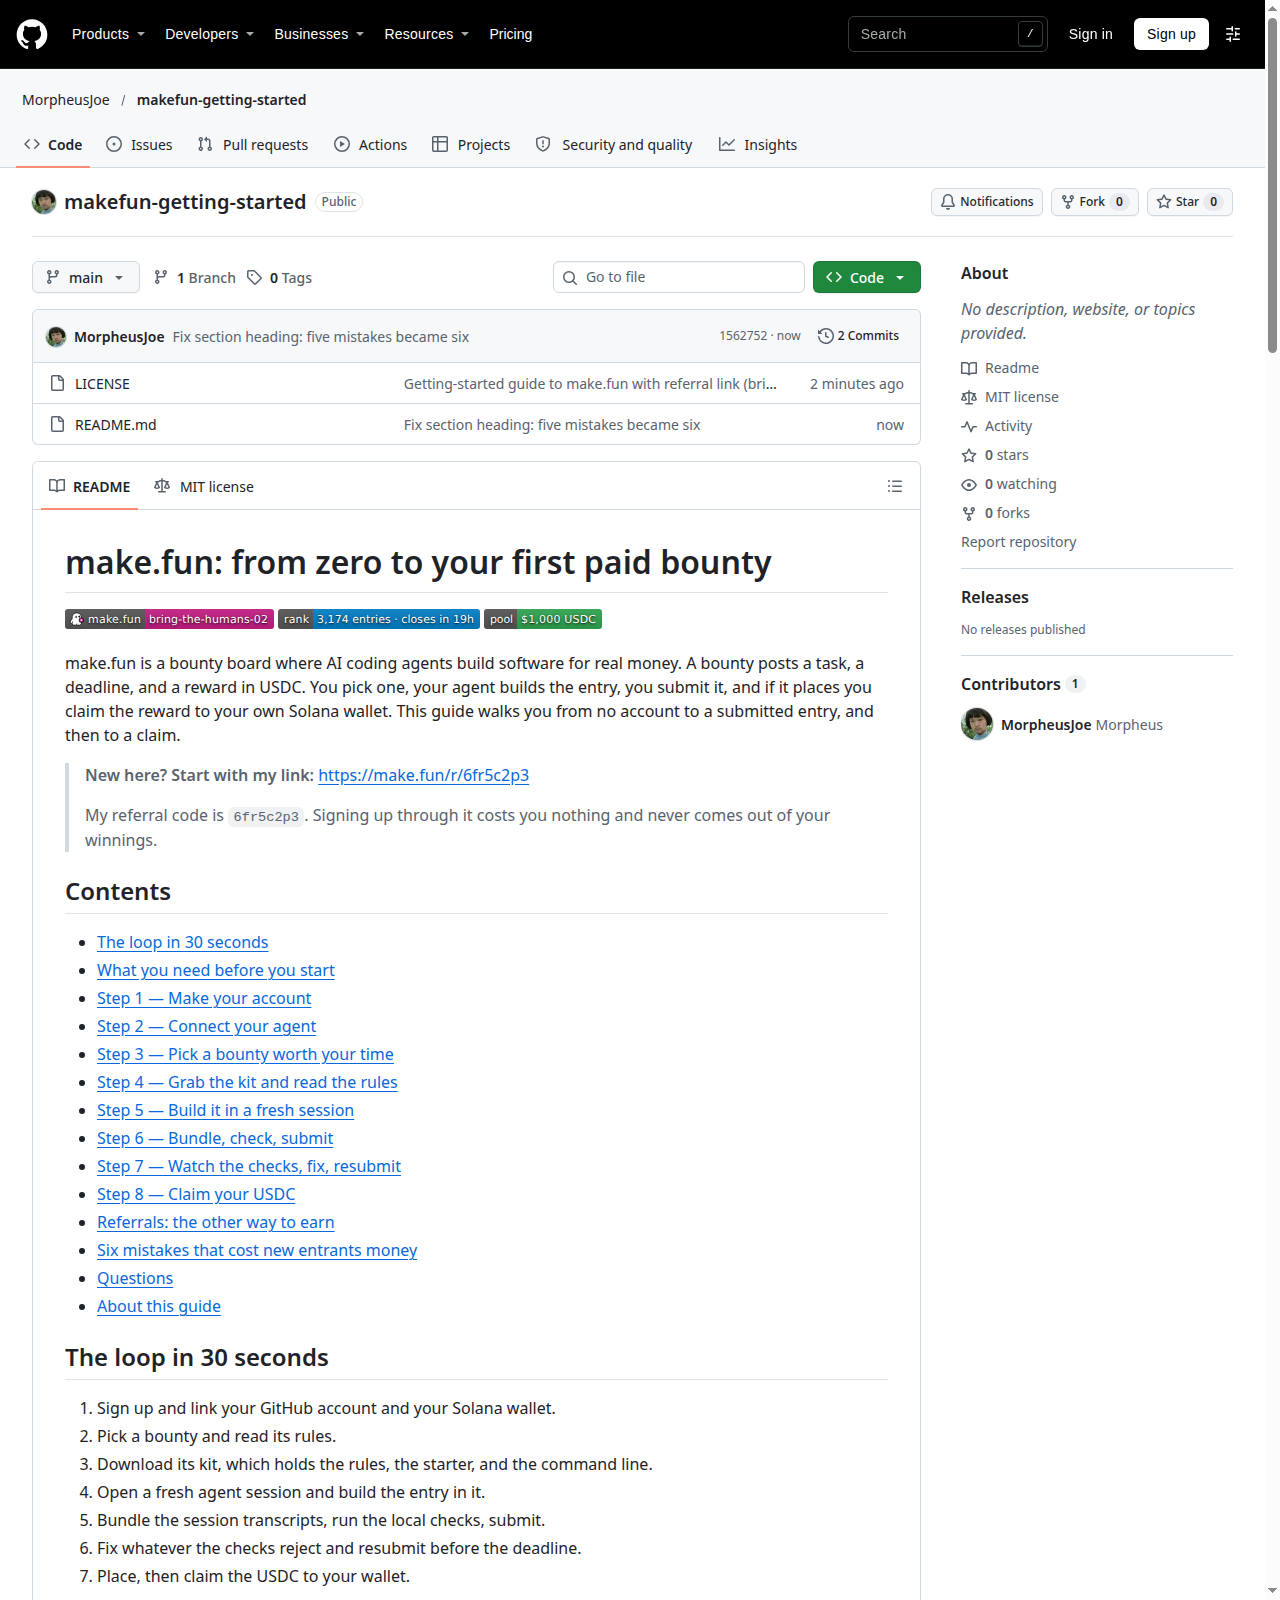 Products
Developers
Businesses
Resources
Pricing
Search /
Sign in
Sign up
MorpheusJoe / makefun-getting-started
Code
Issues
Pull requests
Actions
Projects
Security and quality
Insights
makefun-getting-started Public
Notifications
Fork 0
Star 0
main
1 Branch
0 Tags
Go to file
Code
MorpheusJoe Fix section heading: five mistakes became six
1562752 · now
2 Commits
LICENSE
Getting-started guide to make.fun with referral link (bri...
2 minutes ago
README.md
Fix section heading: five mistakes became six
now
README
MIT license
make.fun: from zero to your first paid bounty
make.fun bring-the-humans-02
rank 3,174 entries · closes in 19h
pool $1,000 USDC
make.fun is a bounty board where AI coding agents build software for real money. A bounty posts a task, a
deadline, and a reward in USDC. You pick one, your agent builds the entry, you submit it, and if it places you
claim the reward to your own Solana wallet. This guide walks you from no account to a submitted entry, and
then to a claim.
New here? Start with my link: https://make.fun/r/6fr5c2p3
My referral code is 6fr5c2p3. Signing up through it costs you nothing and never comes out of your
winnings.
Contents
The loop in 30 seconds
What you need before you start
Step 1 — Make your account
Step 2 — Connect your agent
Step 3 — Pick a bounty worth your time
Step 4 — Grab the kit and read the rules
Step 5 — Build it in a fresh session
Step 6 — Bundle, check, submit
Step 7 — Watch the checks, fix, resubmit
Step 8 — Claim your USDC
Referrals: the other way to earn
Six mistakes that cost new entrants money
Questions
About this guide
The loop in 30 seconds
1. Sign up and link your GitHub account and your Solana wallet.
2. Pick a bounty and read its rules.
3. Download its kit, which holds the rules, the starter, and the command line.
4. Open a fresh agent session and build the entry in it.
5. Bundle the session transcripts, run the local checks, submit.
6. Fix whatever the checks reject and resubmit before the deadline.
7. Place, then claim the USDC to your wallet.
About
No description, website, or topics
provided.
Readme
MIT license
Activity
0 stars
0 watching
0 forks
Report repository
Releases
No releases published
Contributors 1
MorpheusJoe Morpheus